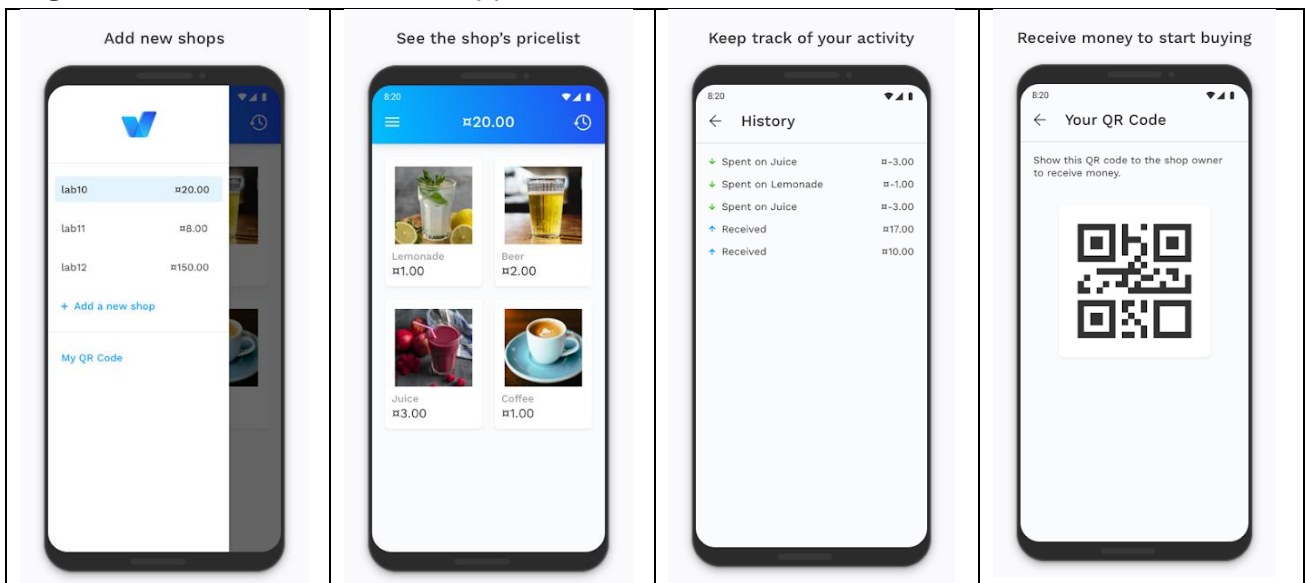 Add new shops
lab10 ¤20.00
lab11 ¤8.00
lab12 ¤150.00
+ Add a new shop
My QR Code
See the shop's pricelist
8:20
¤20.00
Lemonade
¤1.00
Beer
¤2.00
Juice
¤3.00
Coffee
¤1.00
Keep track of your activity
8:20
← History
↓ Spent on Juice ¤-3.00
↓ Spent on Lemonade ¤-1.00
↓ Spent on Juice ¤-3.00
↑ Received ¤17.00
↑ Received ¤10.00
Receive money to start buying
8:20
← Your QR Code
Show this QR code to the shop owner
to receive money.